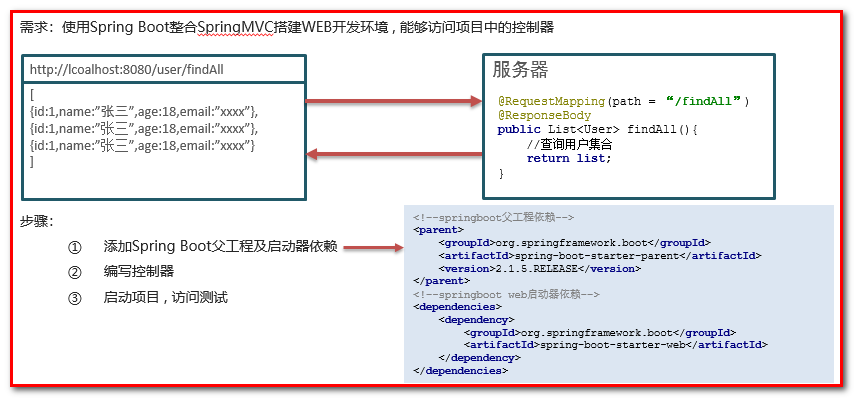 需求：使用Spring Boot整合SpringMVC搭建WEB开发环境，能够访问项目中的控制器
http://lcoalhost:8080/user/findAll
[
{id:1,name:”张三”,age:18,email:”xxxx”},
{id:1,name:”张三”,age:18,email:”xxxx”},
{id:1,name:”张三”,age:18,email:”xxxx”}
]
服务器
@RequestMapping(path = “/findAll”)
@ResponseBody
public List<User> findAll(){
//查询用户集合
return list;
}
步骤：
① 添加Spring Boot父工程及启动器依赖
② 编写控制器
③ 启动项目，访问测试
<!--springboot父工程依赖-->
<parent>
<groupId>org.springframework.boot</groupId>
<artifactId>spring-boot-starter-parent</artifactId>
<version>2.1.5.RELEASE</version>
</parent>
<!--springboot web启动器依赖-->
<dependencies>
<dependency>
<groupId>org.springframework.boot</groupId>
<artifactId>spring-boot-starter-web</artifactId>
</dependency>
</dependencies>